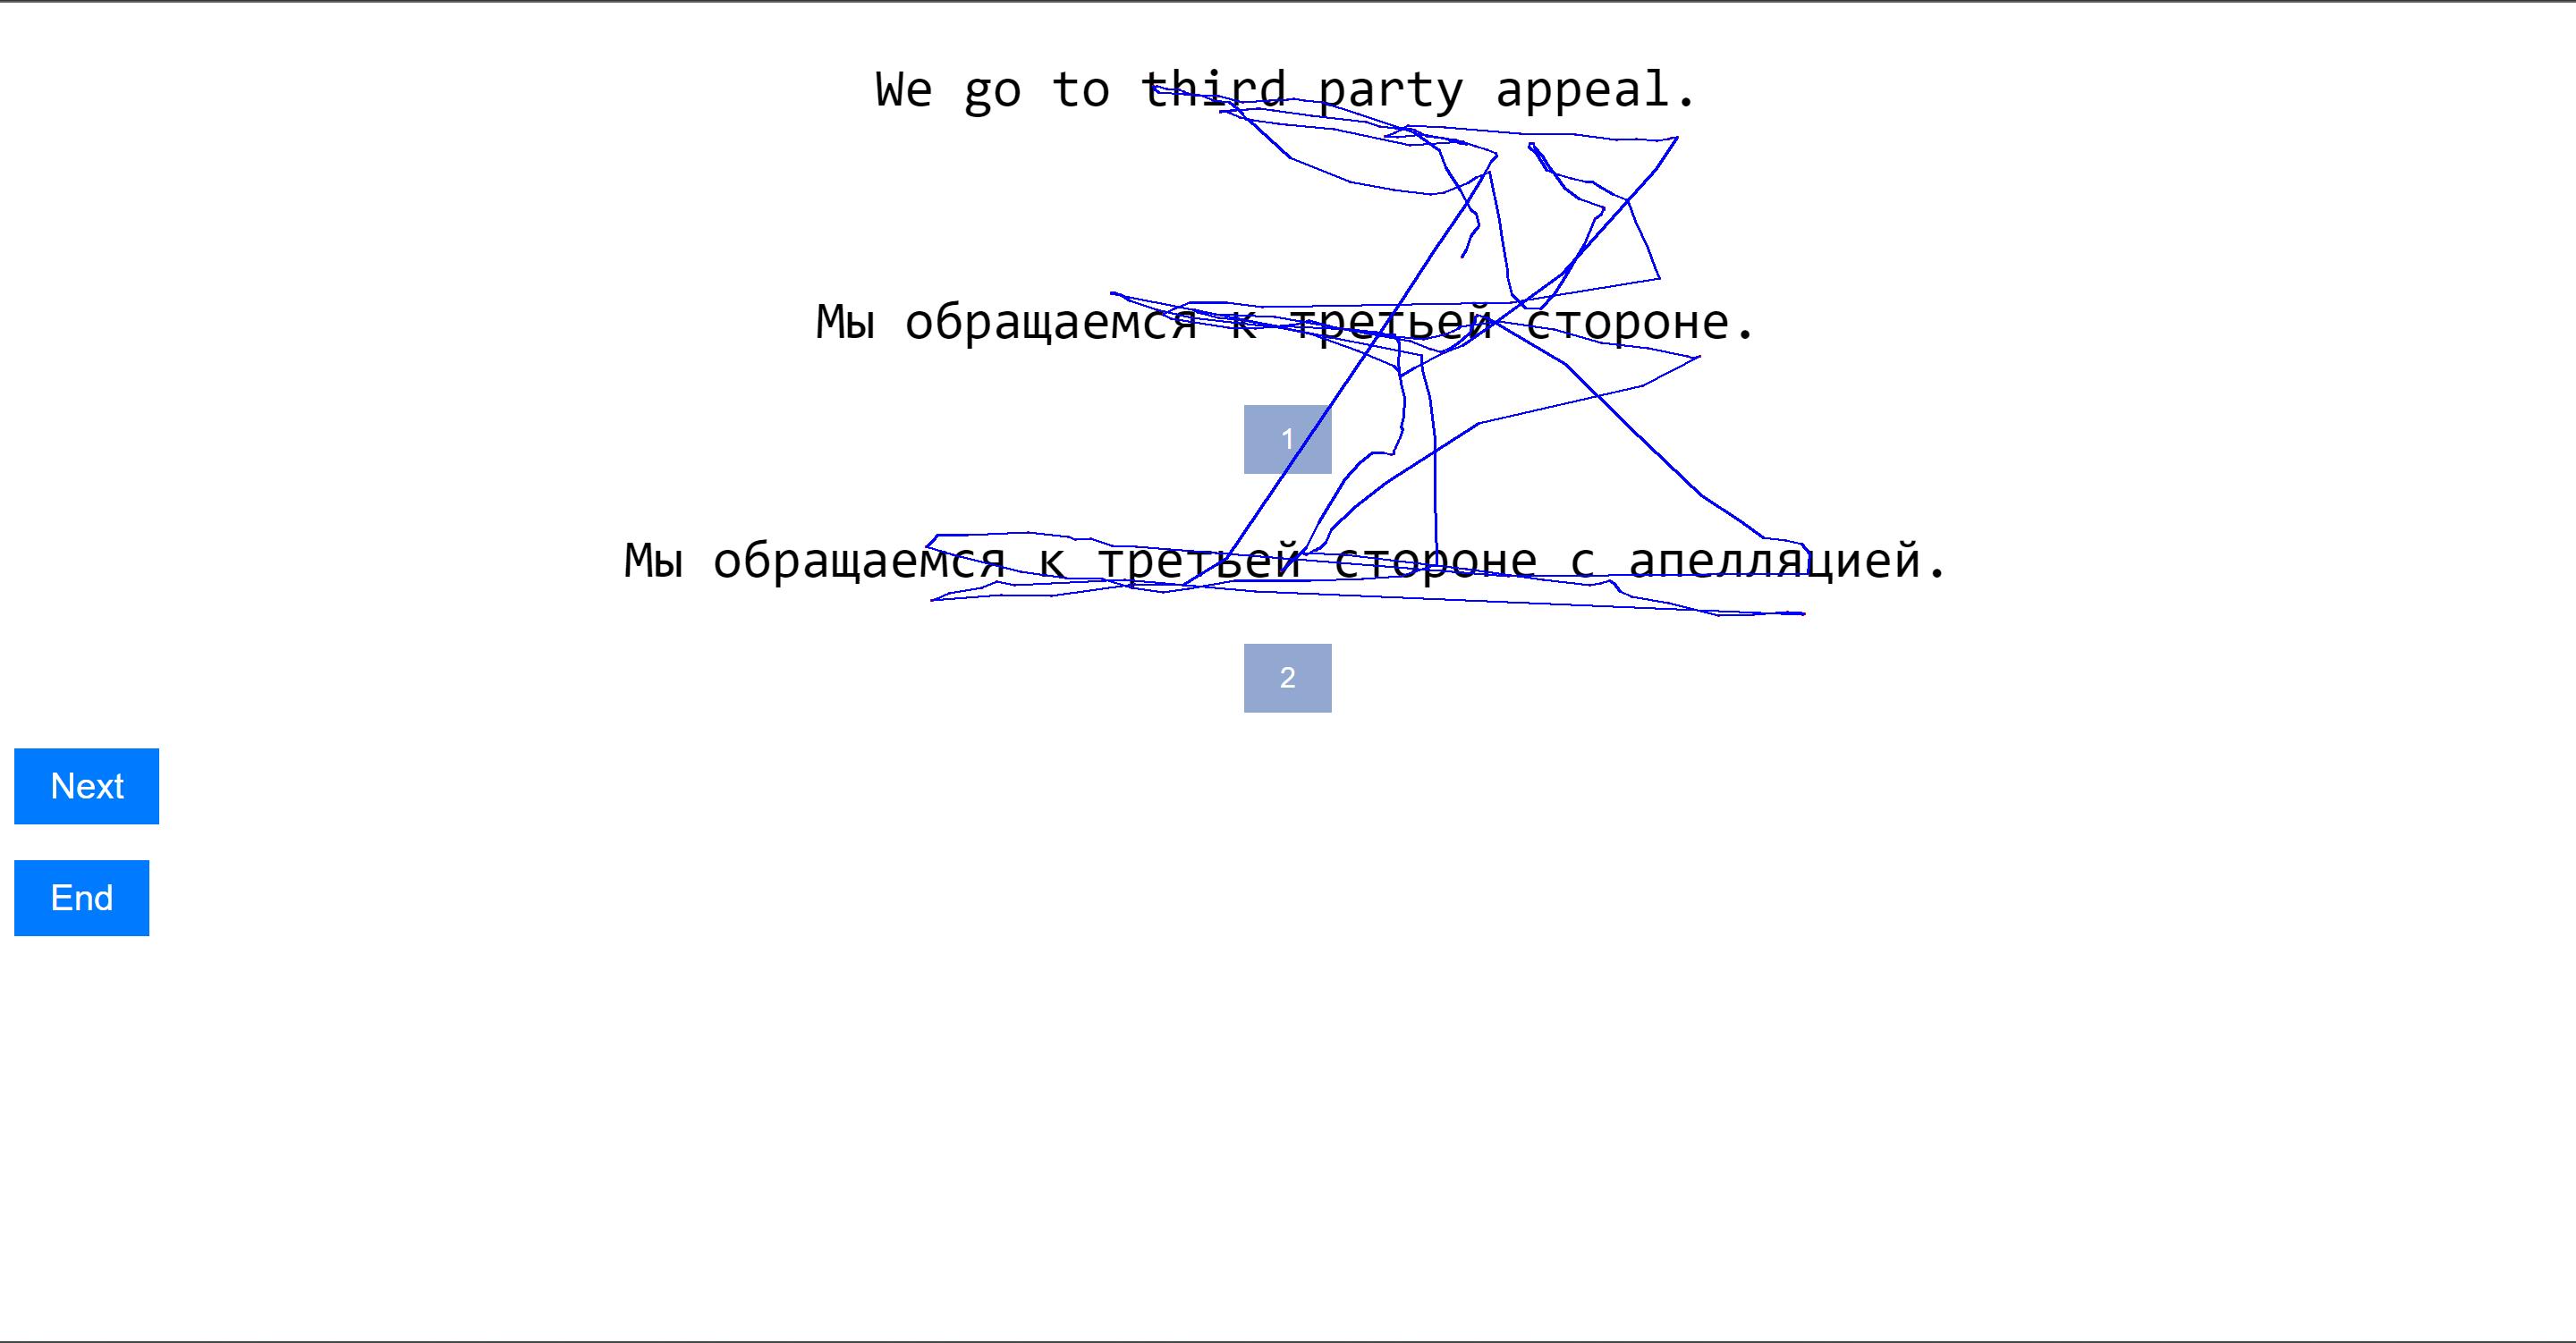 We go to third party appeal.
Мы обращаемся к третьей стороне.
1
Мы обращаемся к третьей стороне с апелляцией.
2
Next
End